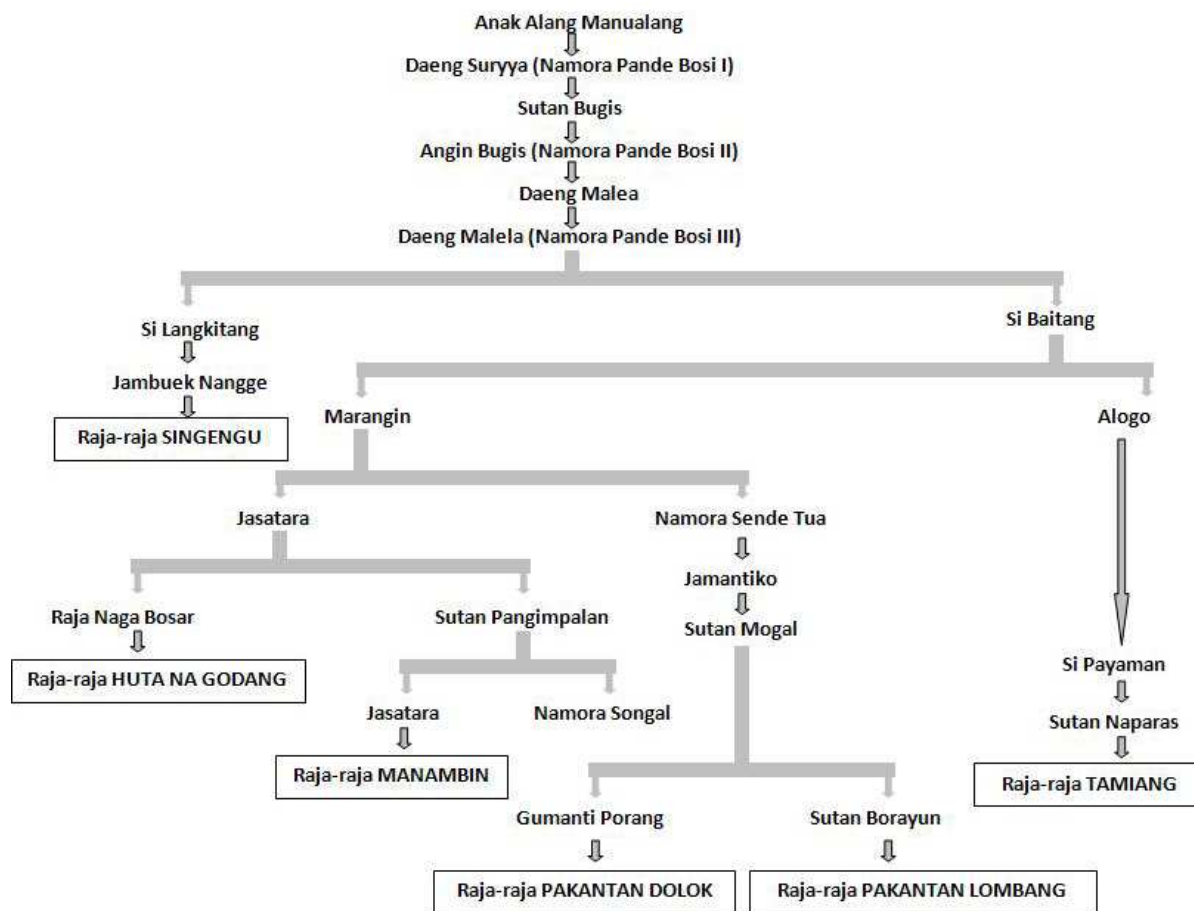 Anak Alang Manualang
Daeng Suryya (Namora Pande Bosi I)
Sutan Bugis
Angin Bugis (Namora Pande Bosi II)
Daeng Malea
Daeng Malela (Namora Pande Bosi III)
Si Langkitang
Si Baitang
Jambuek Nangge
Marangin
Alogo
Raja-raja SINGENGU
Jasatara
Namora Sende Tua
Jamantiko
Raja Naga Bosar
Sutan Pangimpalan
Sutan Mogal
Raja-raja HUTA NA GODANG
Si Payaman
Jasatara
Namora Songal
Sutan Naparas
Raja-raja MANAMBIN
Raja-raja TAMIANG
Gumanti Porang
Sutan Borayun
Raja-raja PAKANTAN DOLOK
Raja-raja PAKANTAN LOMBANG